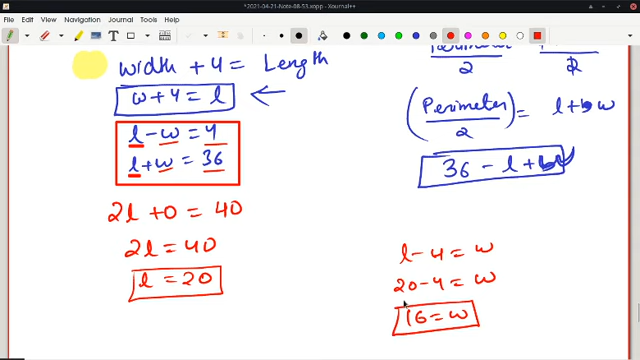 *2021-04-21-Note-08-53.xopp - Xournal++
File Edit View Navigation Journal Tools Plugin Help
width + 4 = Length
w + 4 = l
l - w = 4
l + w = 36
2l + 0 = 40
2l = 40
l = 20
2
2
(Perimeter / 2) = l + w
36 = l +
l - 4 = w
20 - 4 = w
16 = w